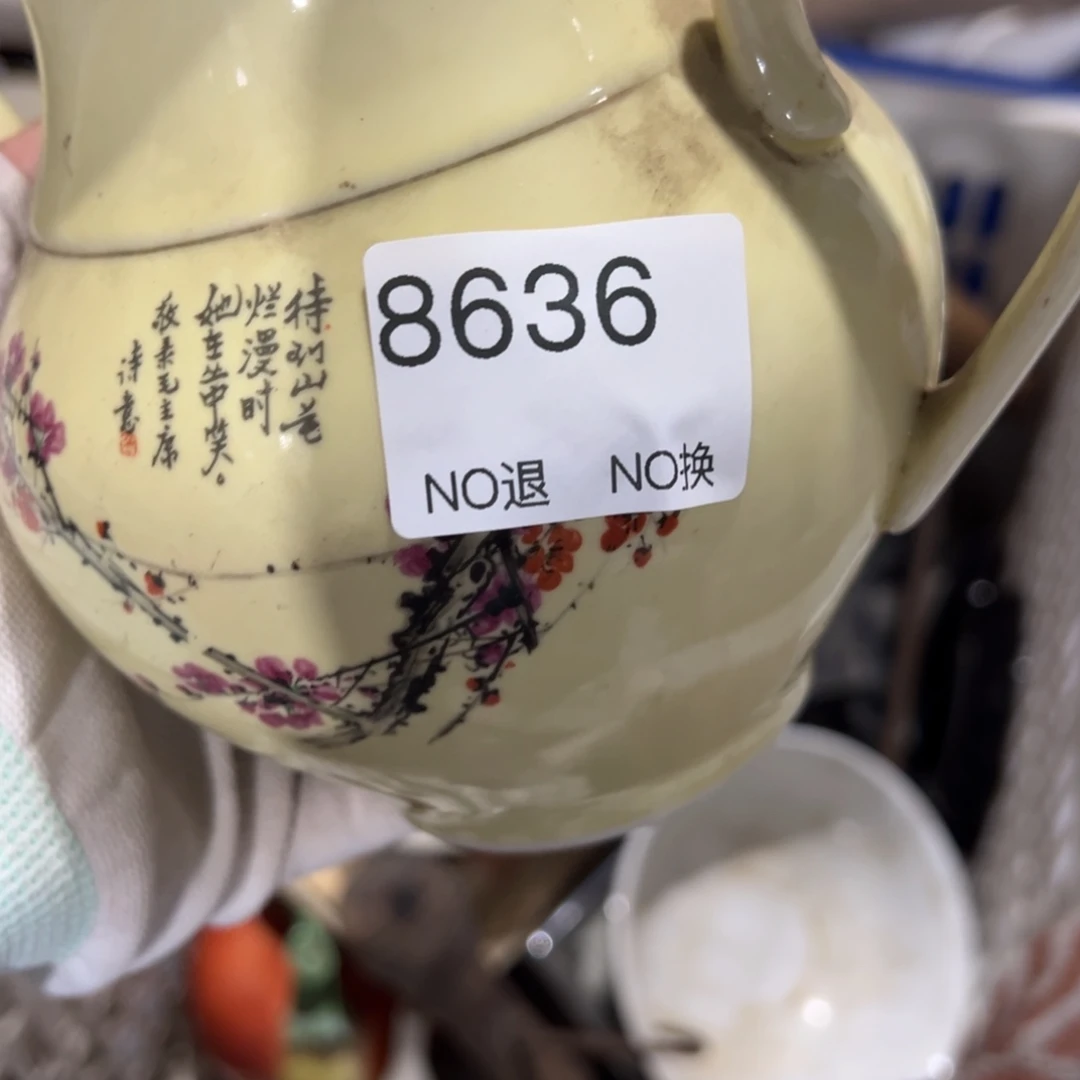 待到山花
烂漫时
她在丛中笑。
敬录毛主席
诗意
8636
NO退 NO换